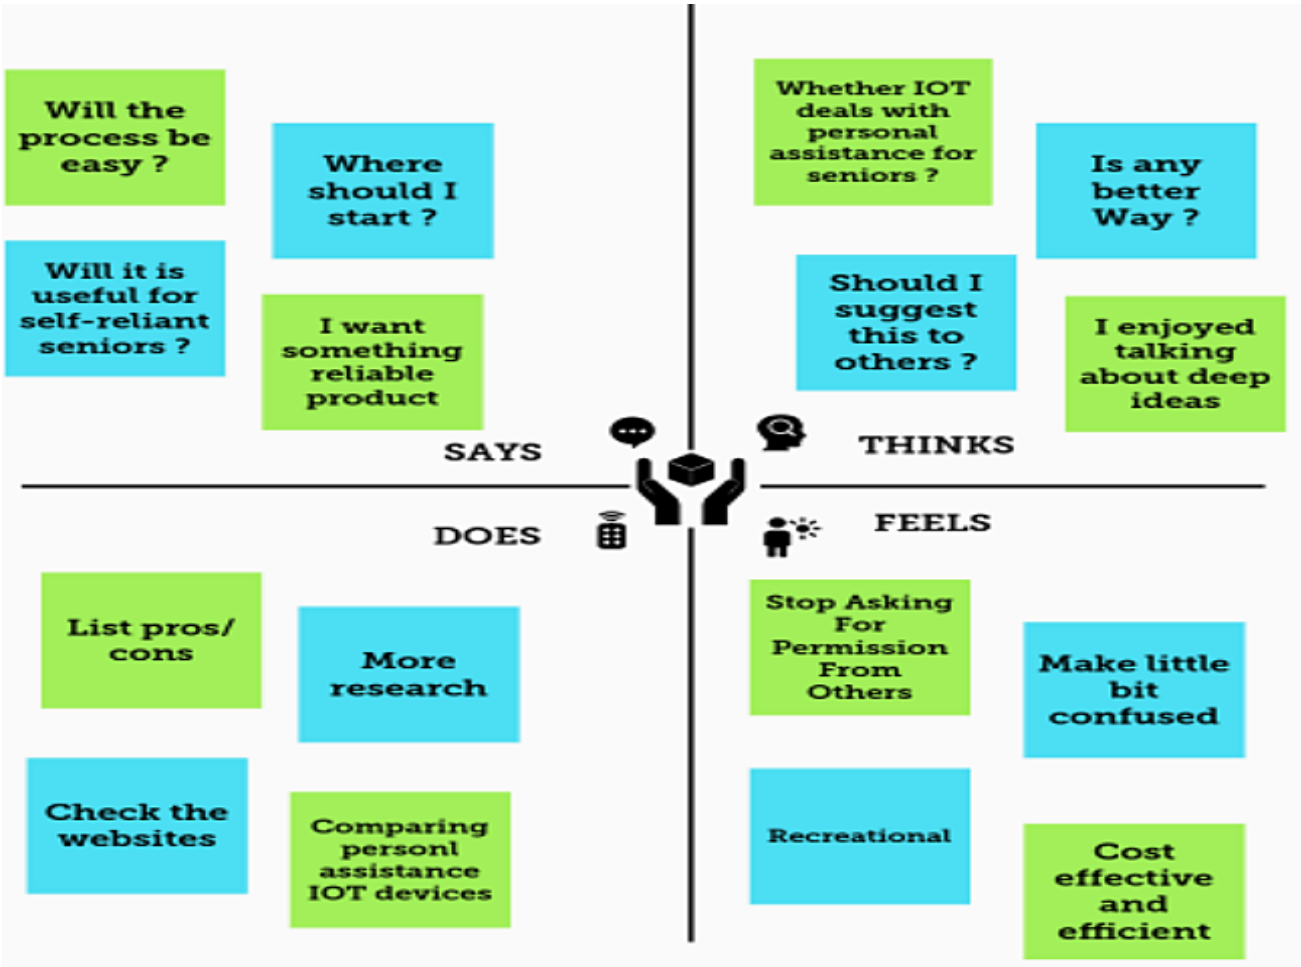 Will the
process be
easy ?
Where
should I
start ?
Will it is
useful for
self-reliant
seniors ?
I want
something
reliable
product
SAYS
Whether IOT
deals with
personal
assistance for
seniors ?
Is any
better
Way ?
Should I
suggest
this to
others ?
I enjoyed
talking
about deep
ideas
THINKS
DOES
List pros/
cons
More
research
Check the
websites
Comparing
personl
assistance
IOT devices
FEELS
Stop Asking
For
Permission
From
Others
Make little
bit
confused
Recreational
Cost
effective
and
efficient